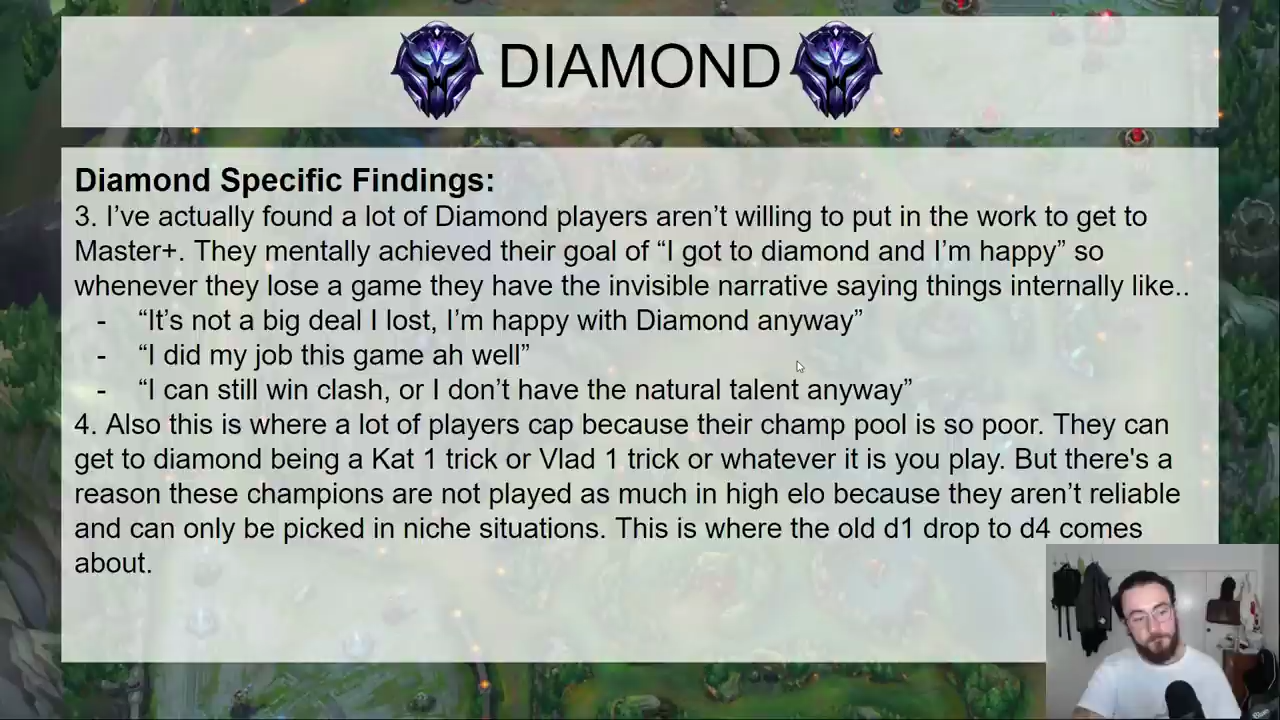 DIAMOND
Diamond Specific Findings:
3. I’ve actually found a lot of Diamond players aren’t willing to put in the work to get to
Master+. They mentally achieved their goal of “I got to diamond and I’m happy” so
whenever they lose a game they have the invisible narrative saying things internally like..
- “It’s not a big deal I lost, I’m happy with Diamond anyway”
- “I did my job this game ah well”
- “I can still win clash, or I don’t have the natural talent anyway”
4. Also this is where a lot of players cap because their champ pool is so poor. They can
get to diamond being a Kat 1 trick or Vlad 1 trick or whatever it is you play. But there's a
reason these champions are not played as much in high elo because they aren’t reliable
and can only be picked in niche situations. This is where the old d1 drop to d4 comes
about.